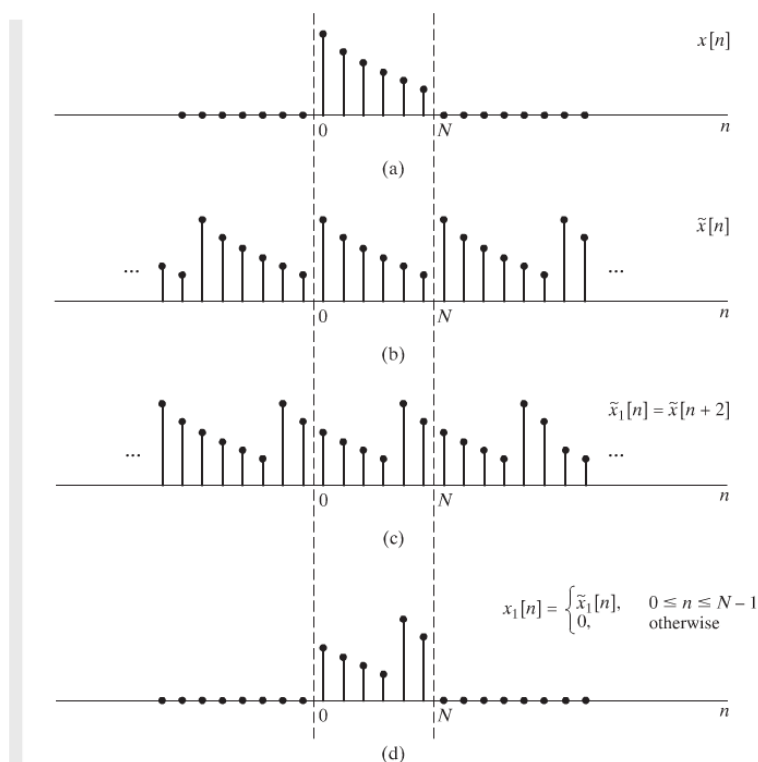 x[n]
0 N n
(a)
x̃[n]
... ...
0 N n
(b)
x̃₁[n] = x̃[n + 2]
... ...
0 N n
(c)
x₁[n] = { x̃₁[n], 0 ≤ n ≤ N – 1
0, otherwise
0 N n
(d)